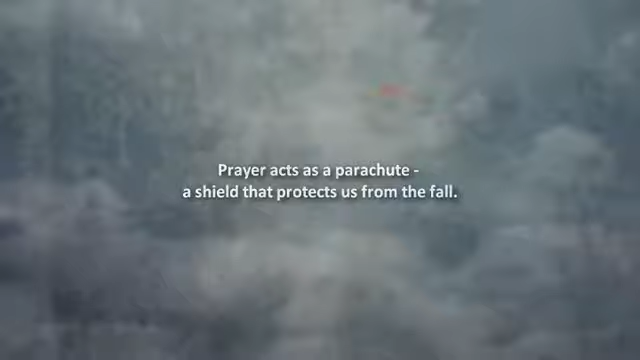 Prayer acts as a parachute -
a shield that protects us from the fall.